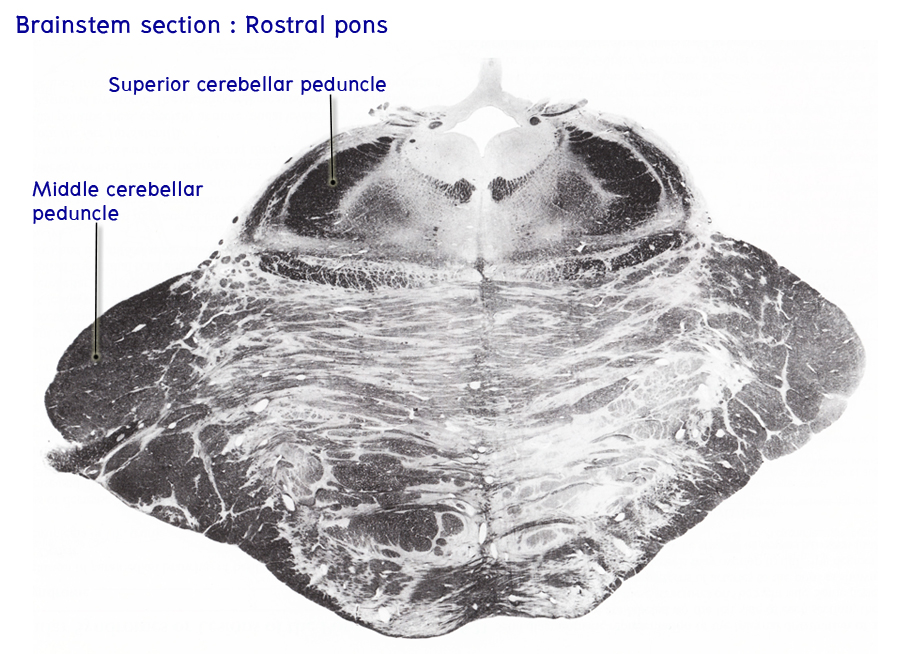 Brainstem section : Rostral pons
Superior cerebellar peduncle
Middle cerebellar
peduncle